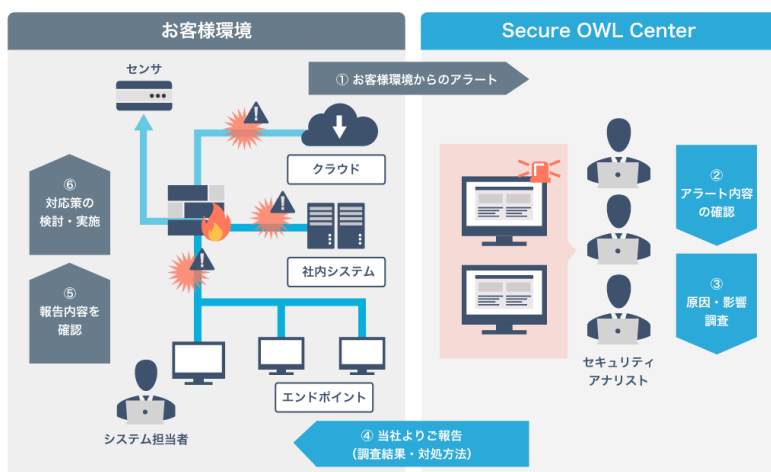 お客様環境
Secure OWL Center
センサ
① お客様環境からのアラート
クラウド
社内システム
エンドポイント
システム担当者
⑥
対応策の
検討・実施
⑤
報告内容を
確認
②
アラート内容
の確認
③
原因・影響
調査
セキュリティ
アナリスト
④ 当社よりご報告
(調査結果・対処方法)